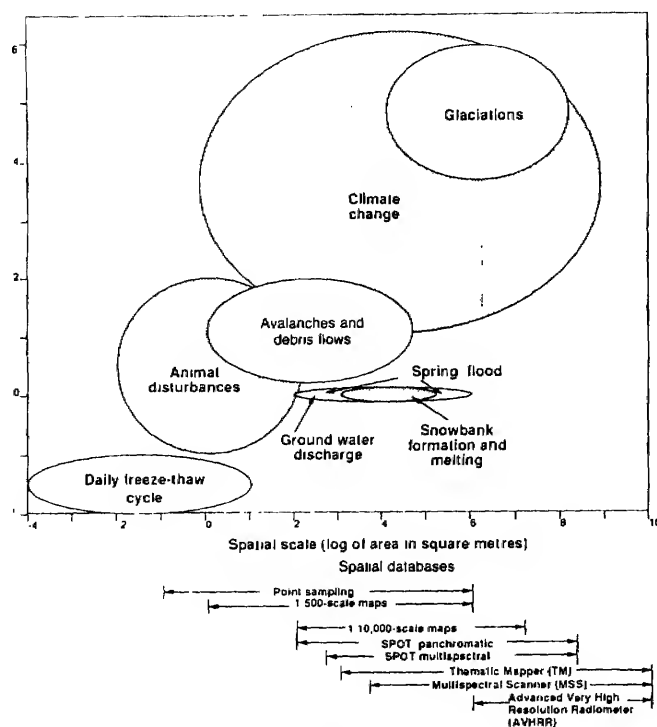 6
Glaciations
4
Climate
change
2
Avalanches and
debris flows
Animal
disturbances
Spring flood
0
Ground water
discharge
Snowbank
formation and
melting
Daily freeze-thaw
cycle
-4 -2 0 2 4 6 8 10
Spatial scale (log of area in square metres)
Spatial databases
Point sampling
1 500-scale maps
1 10,000-scale maps
SPOT panchromatic
SPOT multispectral
Thematic Mapper (TM)
Multispectral Scanner (MSS)
Advanced Very High
Resolution Radiometer
(AVHRR)